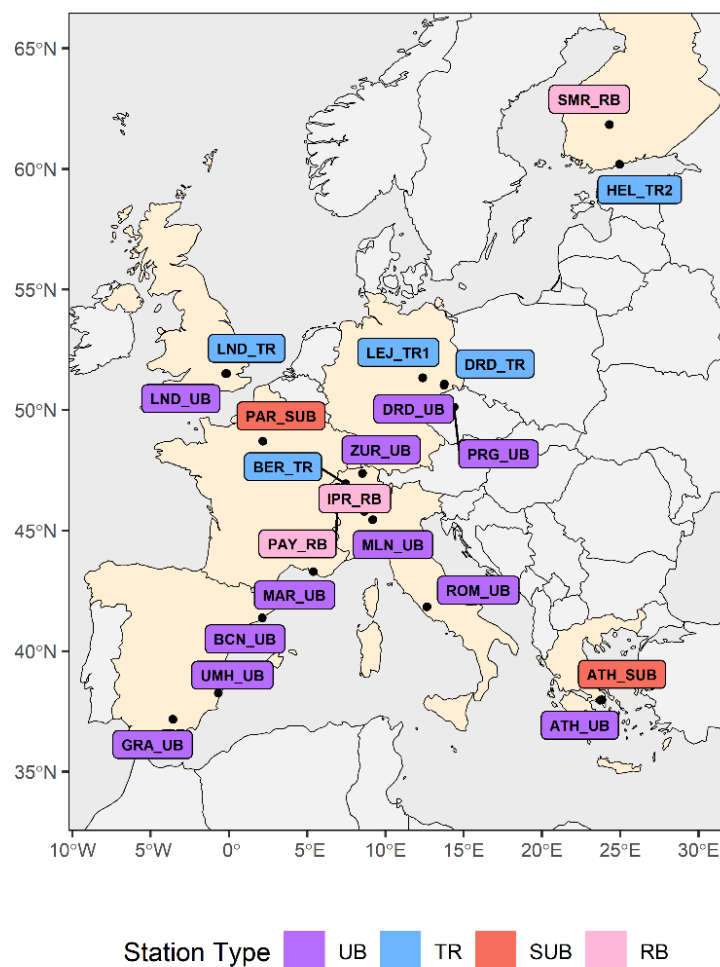 65°N
60°N
55°N
50°N
45°N
40°N
35°N
SMR_RB
HEL_TR2
LND_TR
LEJ_TR1
DRD_TR
LND_UB
PAR_SUB
DRD_UB
ZUR_UB
PRG_UB
BER_TR
IPR_RB
PAY_RB
MLN_UB
MAR_UB
ROM_UB
BCN_UB
UMH_UB
ATH_SUB
GRA_UB
ATH_UB
10°W 5°W 0° 5°E 10°E 15°E 20°E 25°E 30°E
Station Type UB TR SUB RB